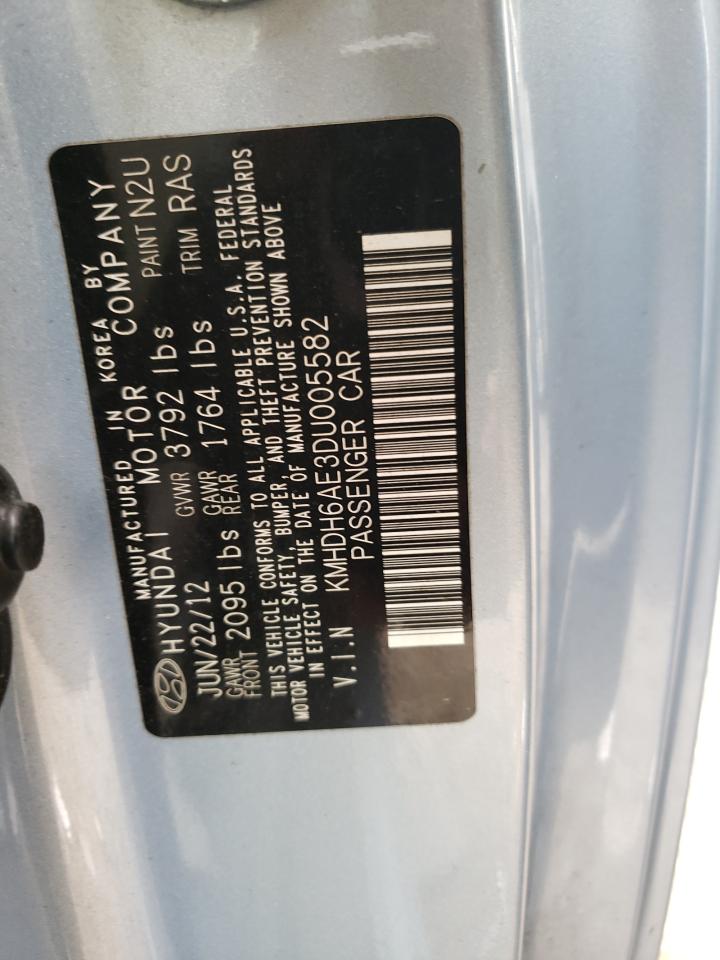 MANUFACTURED IN KOREA BY
HYUNDAI MOTOR COMPANY
JUN/22/12 GVWR 3792 lbs PAINT N2U
GAWR FRONT 2095 lbs GAWR REAR 1764 lbs TRIM RAS
THIS VEHICLE CONFORMS TO ALL APPLICABLE U.S.A. FEDERAL
MOTOR VEHICLE SAFETY, BUMPER, AND THEFT PREVENTION STANDARDS
IN EFFECT ON THE DATE OF MANUFACTURE SHOWN ABOVE
V.I.N KMHDH6AE3DU005582
PASSENGER CAR